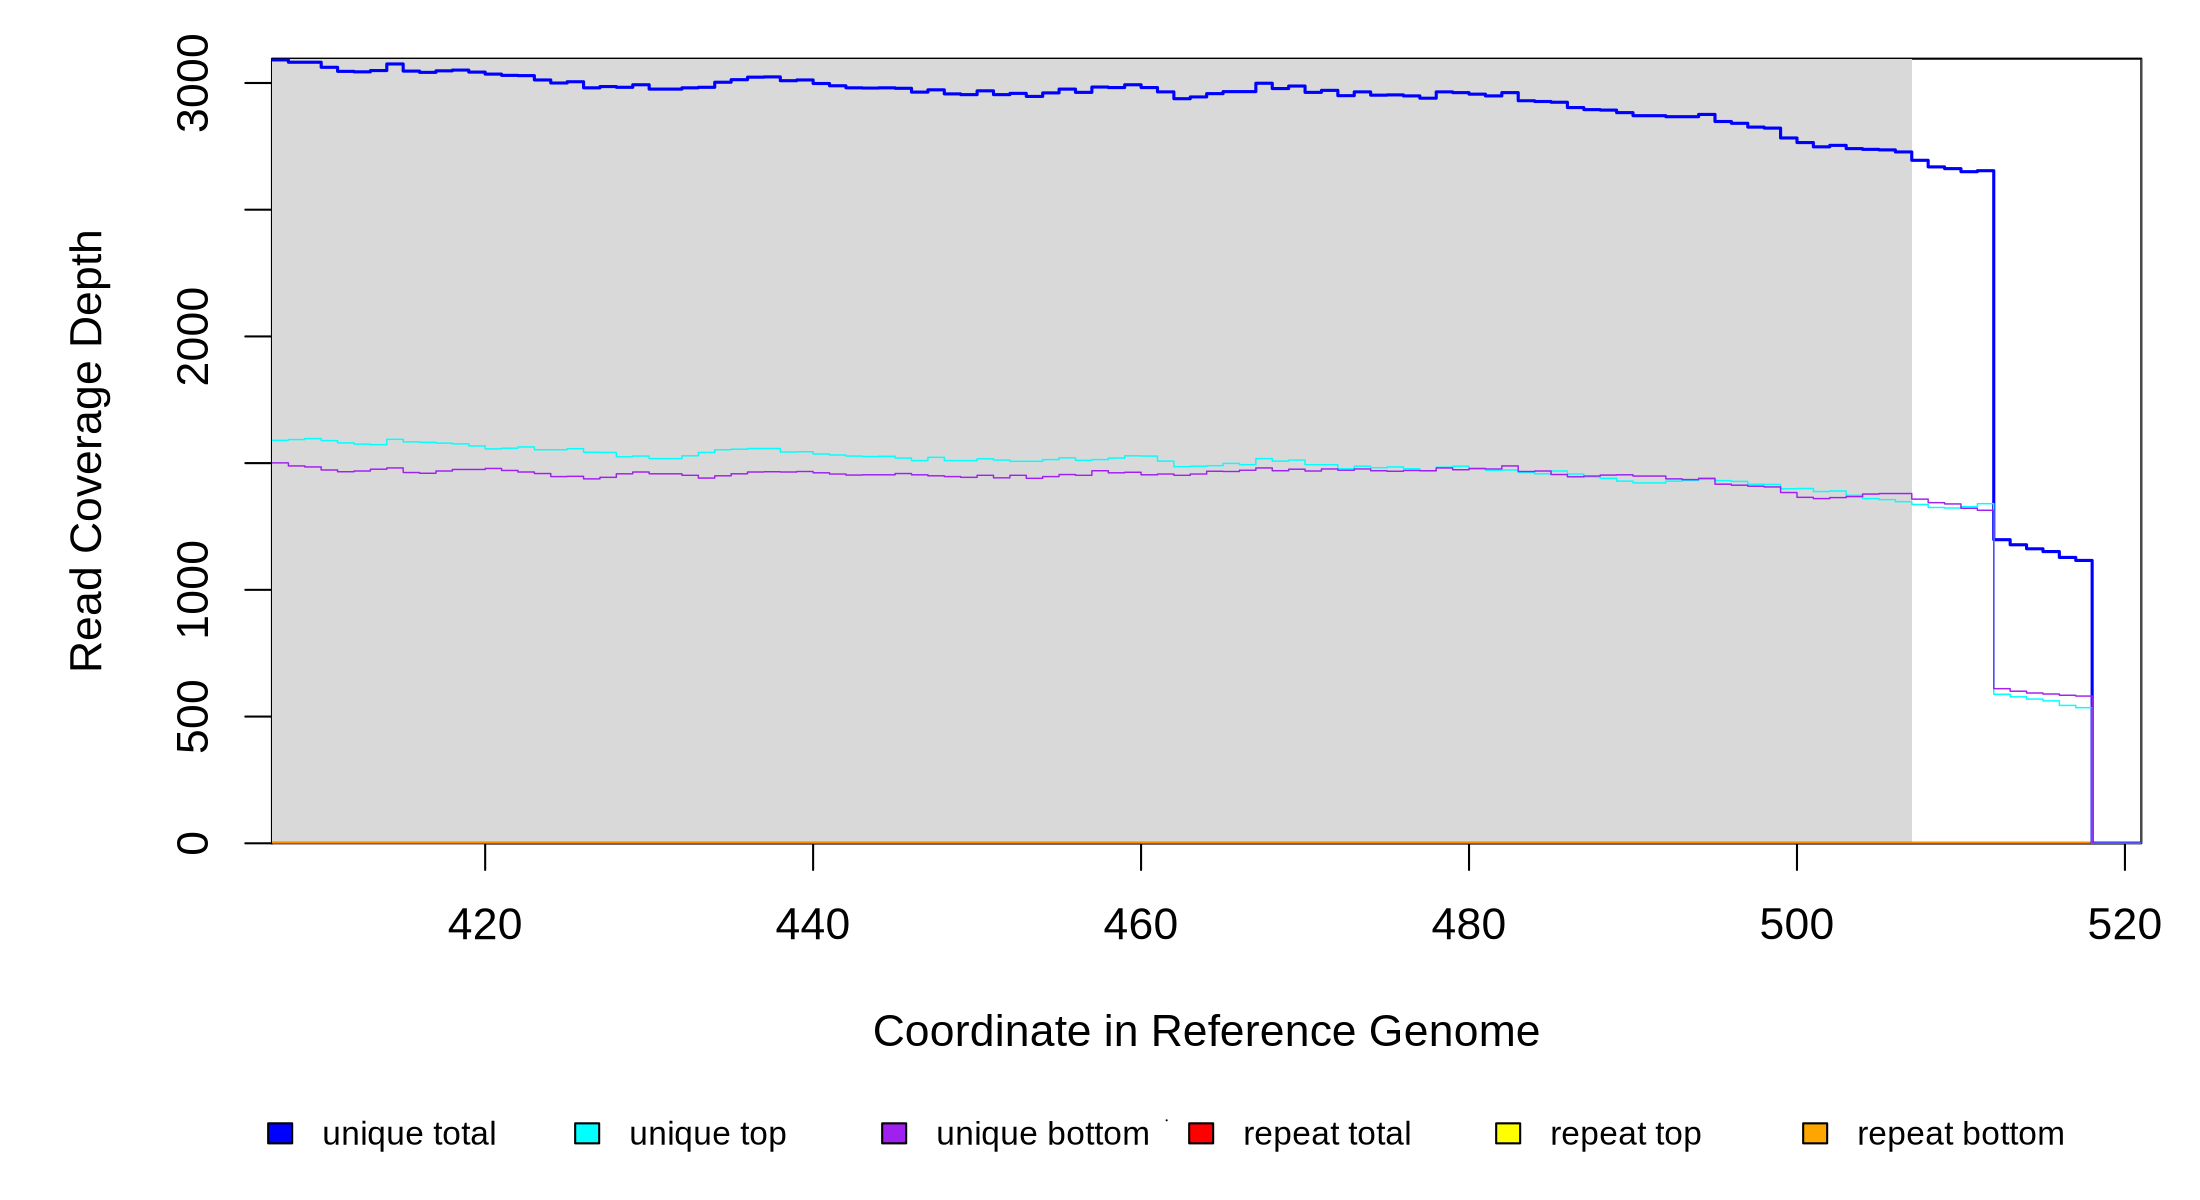 3000
2000
1000
500
0
Read Coverage Depth
420 440 460 480 500 520
Coordinate in Reference Genome
unique total unique top unique bottom repeat total repeat top repeat bottom